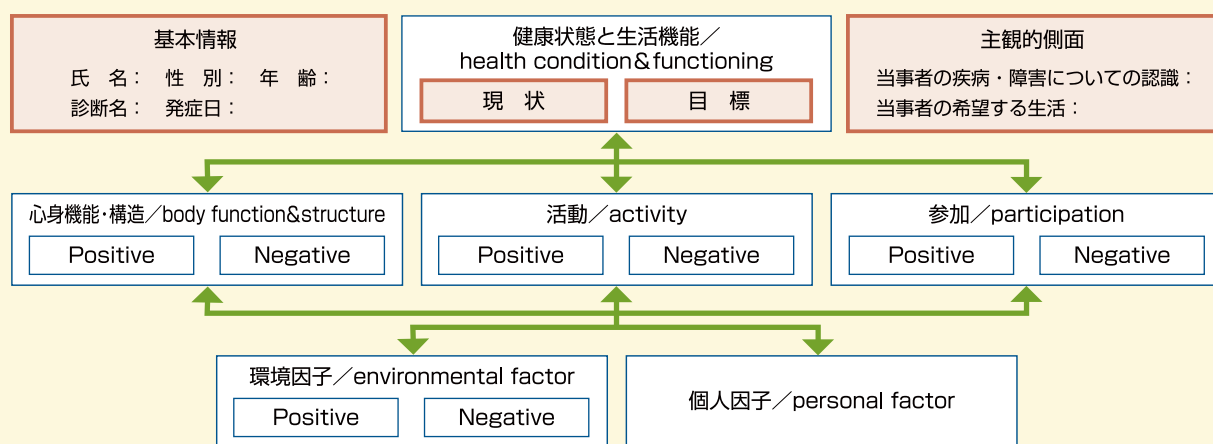 基本情報
氏 名： 性 別： 年 齢：
診断名： 発症日：
健康状態と生活機能／
health condition&functioning
現 状
目 標
主観的側面
当事者の疾病・障害についての認識：
当事者の希望する生活：
心身機能・構造／body function&structure
Positive
Negative
活動／activity
Positive
Negative
参加／participation
Positive
Negative
環境因子／environmental factor
Positive
Negative
個人因子／personal factor